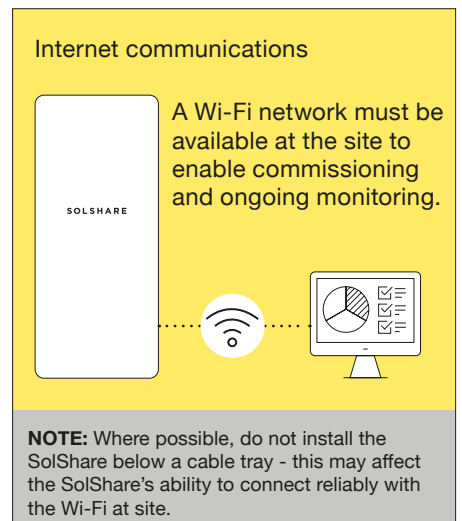 Internet communications
A Wi-Fi network must be
available at the site to
enable commissioning
and ongoing monitoring.
SOLSHARE
NOTE: Where possible, do not install the
SolShare below a cable tray - this may affect
the SolShare's ability to connect reliably with
the Wi-Fi at site.